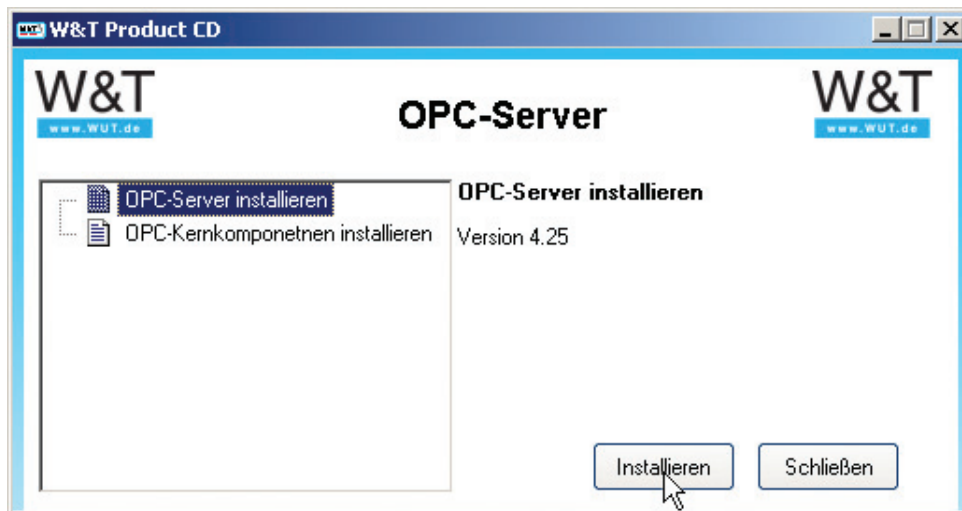 W&T Product CD
W&T
www.WUT.de
OPC-Server
W&T
www.WUT.de
OPC-Server installieren
OPC-Kernkomponetnen installieren
OPC-Server installieren
Version 4.25
Installieren
Schließen